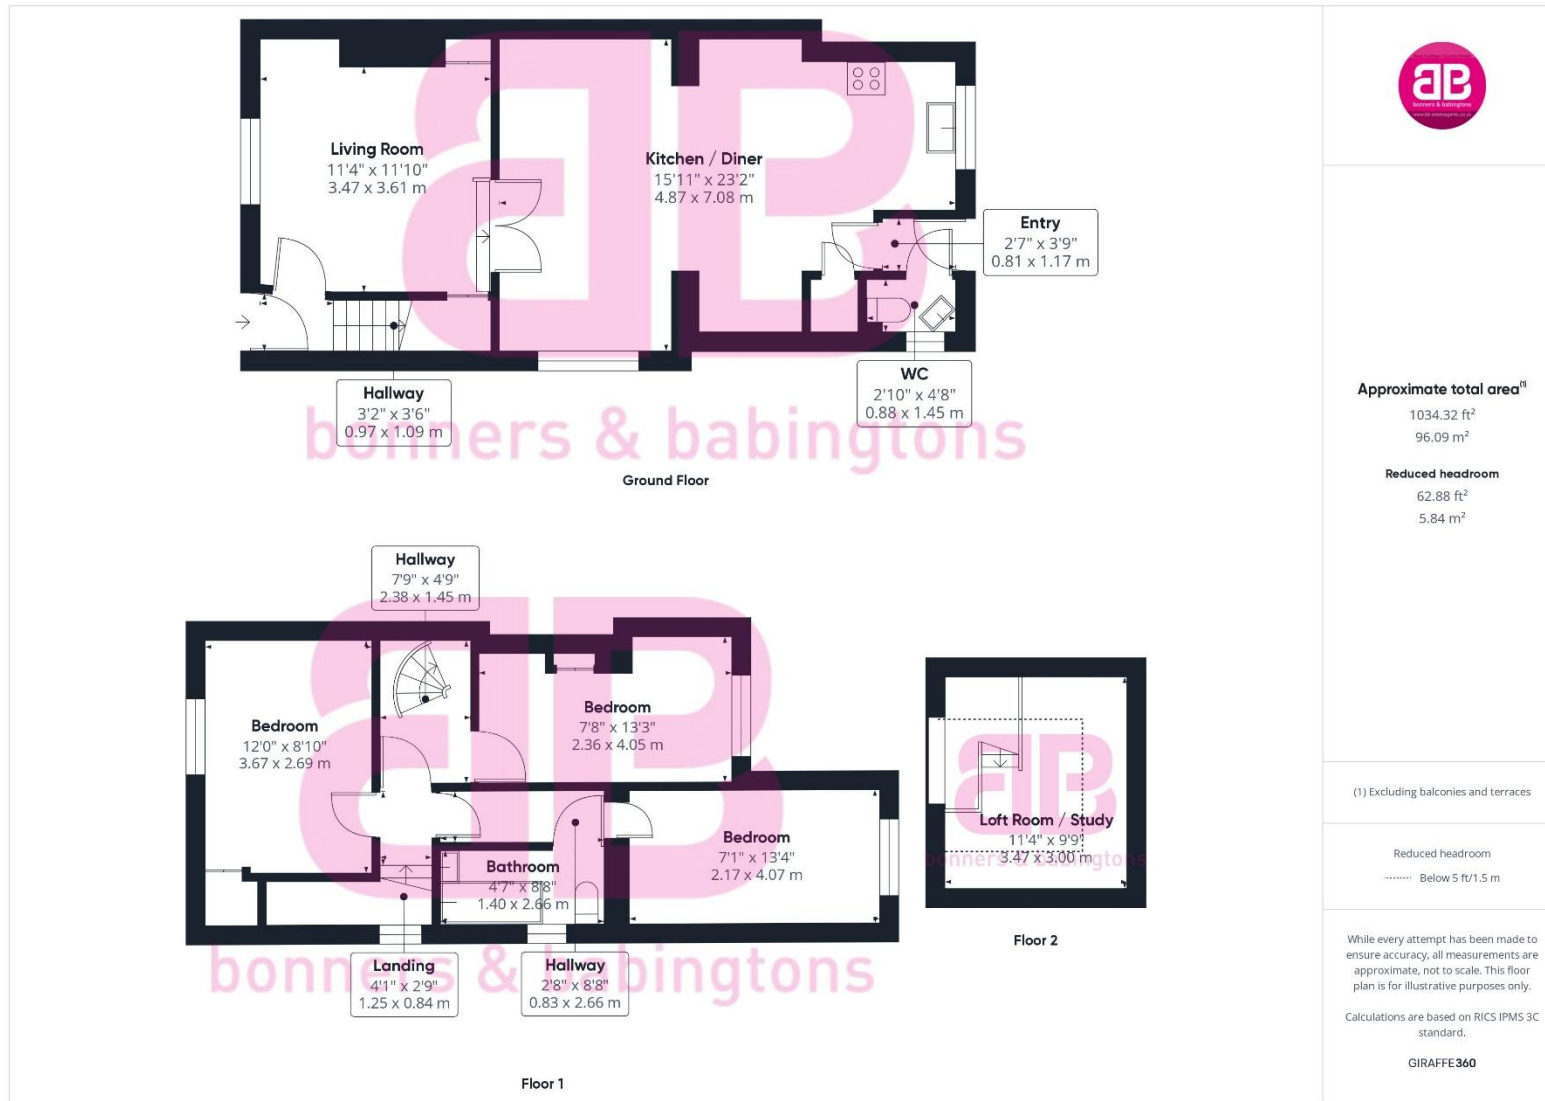 Living Room
11'4" x 11'10"
3.47 x 3.61 m
Kitchen / Diner
15'11" x 23'2"
4.87 x 7.08 m
Entry
2'7" x 3'9"
0.81 x 1.17 m
Hallway
3'2" x 3'6"
0.97 x 1.09 m
WC
2'10" x 4'8"
0.88 x 1.45 m
bonners & babingtons
Ground Floor
Hallway
7'9" x 4'9"
2.38 x 1.45 m
Bedroom
12'0" x 8'10"
3.67 x 2.69 m
Bedroom
7'8" x 13'3"
2.36 x 4.05 m
Bedroom
7'1" x 13'4"
2.17 x 4.07 m
Bathroom
4'7" x 8'8"
1.40 x 2.66 m
Landing
4'1" x 2'9"
1.25 x 0.84 m
Hallway
2'8" x 8'8"
0.83 x 2.66 m
bonners & babingtons
Floor 1
Loft Room / Study
11'4" x 9'9"
3.47 x 3.00 m
bonners & babingtons
Floor 2
BB
bonners & babingtons
Approximate total area(1)
1034.32 ft²
96.09 m²
Reduced headroom
62.88 ft²
5.84 m²
(1) Excluding balconies and terraces
Reduced headroom
Below 5 ft/1.5 m
While every attempt has been made to
ensure accuracy, all measurements are
approximate, not to scale. This floor
plan is for illustrative purposes only.
Calculations are based on RICS IPMS 3C
standard.
GIRAFFE360